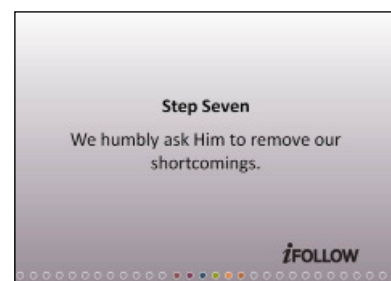 Step Seven
We humbly ask Him to remove our
shortcomings.
iFOLLOW